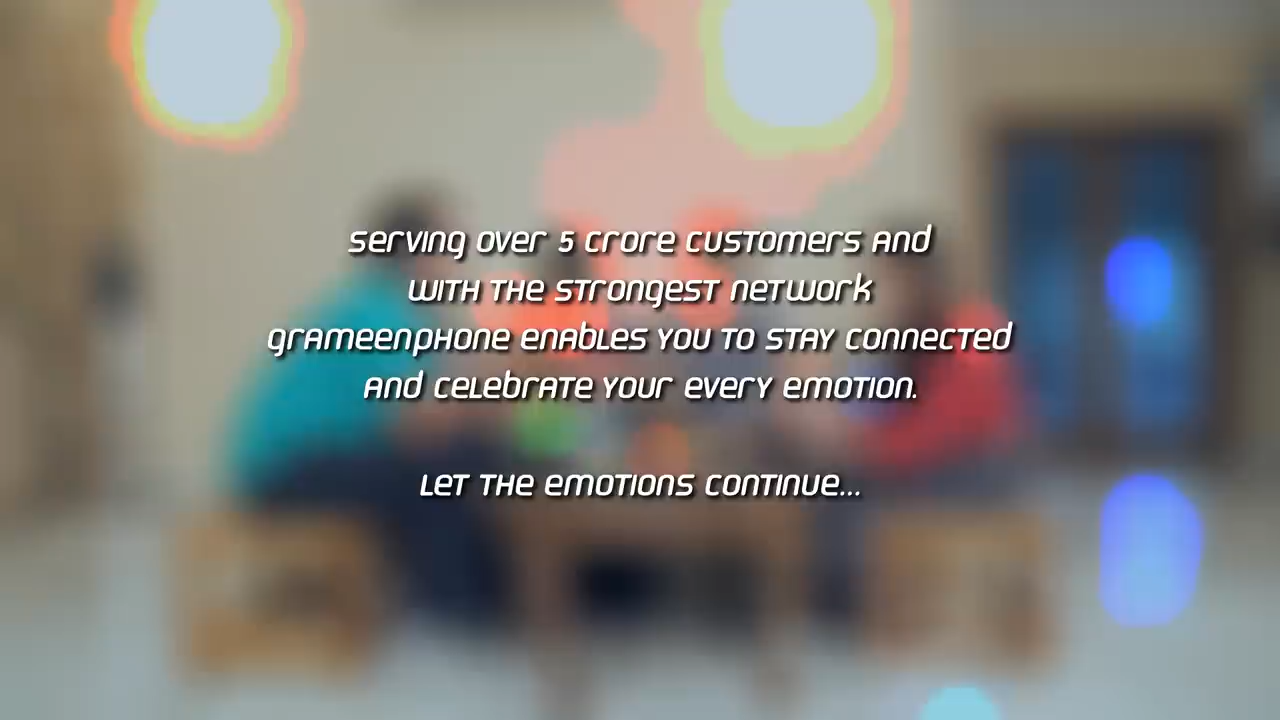 Serving over 5 crore customers and
with the strongest network
Grameenphone enables you to stay connected
and celebrate your every emotion.
Let the emotions continue...